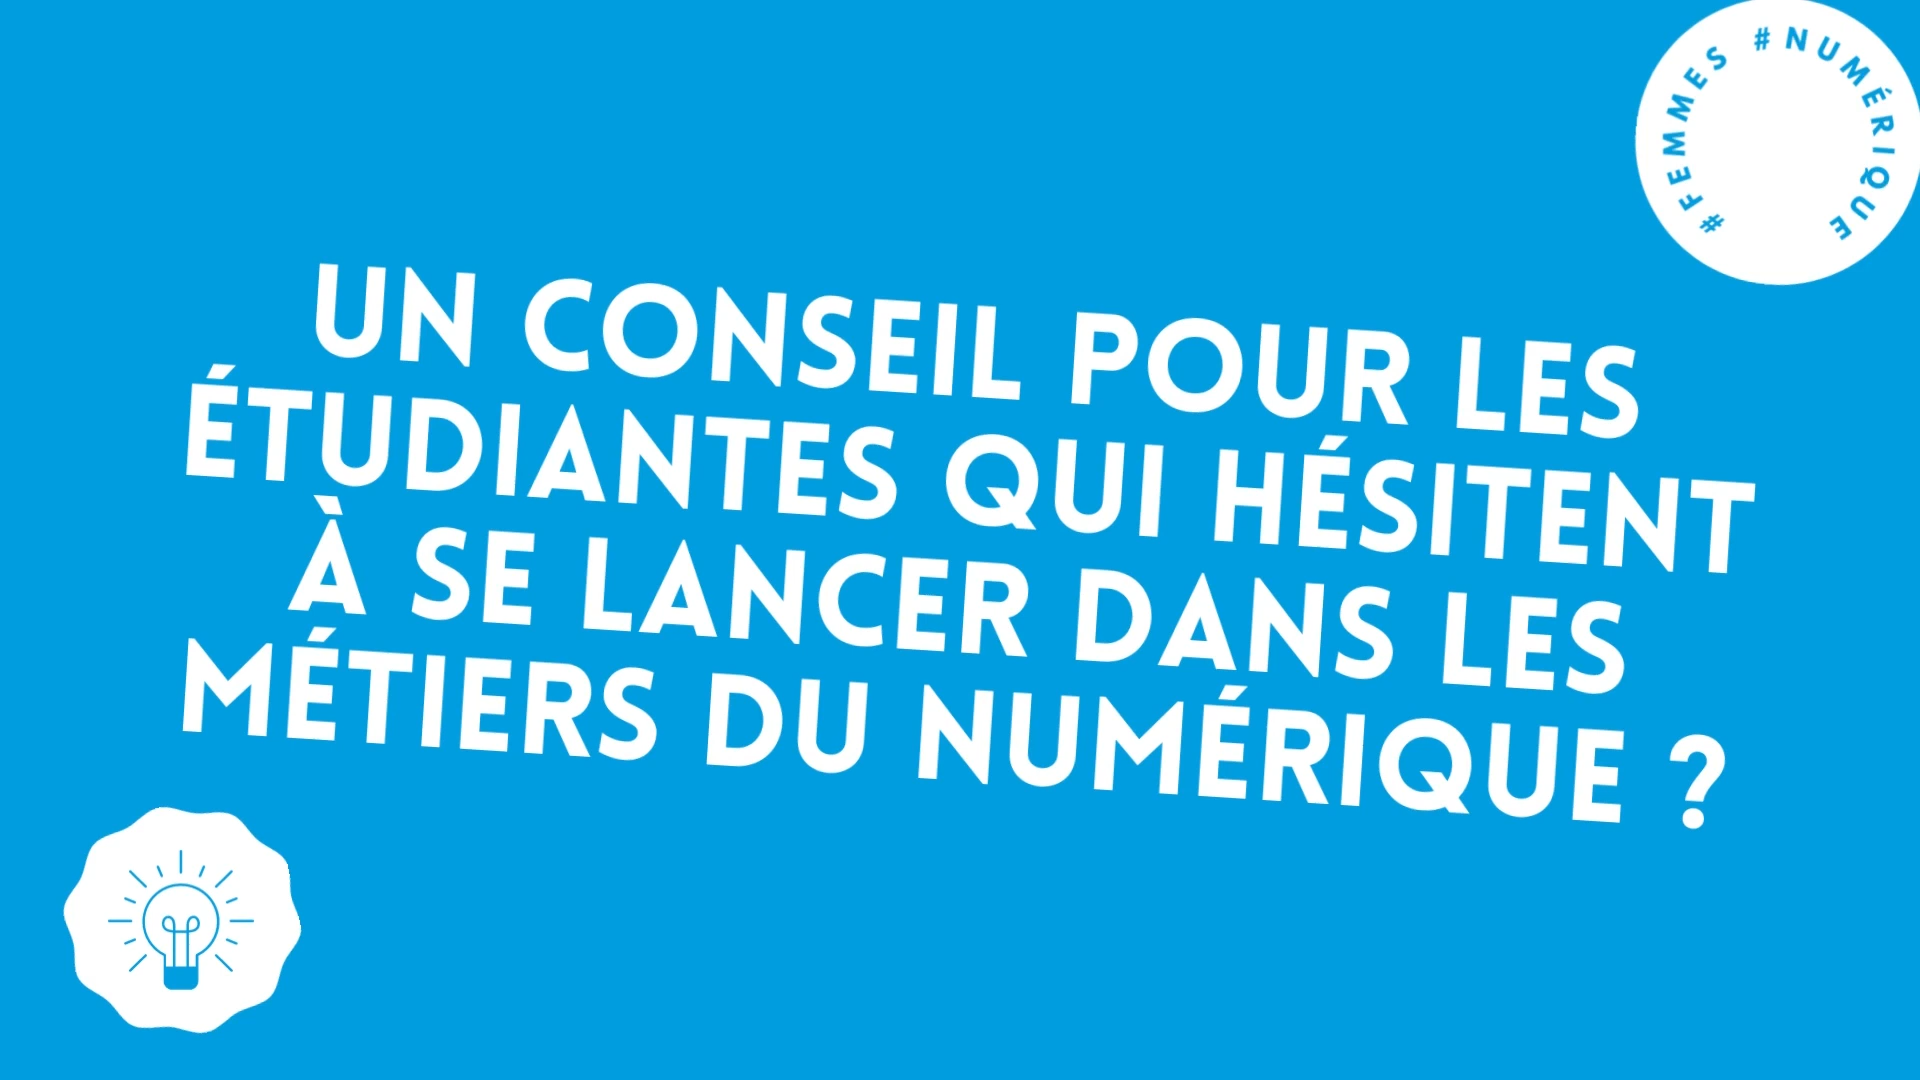 #FEMMES #NUMÉRIQUE
UN CONSEIL POUR LES
ÉTUDIANTES QUI HÉSITENT
À SE LANCER DANS LES
MÉTIERS DU NUMÉRIQUE ?